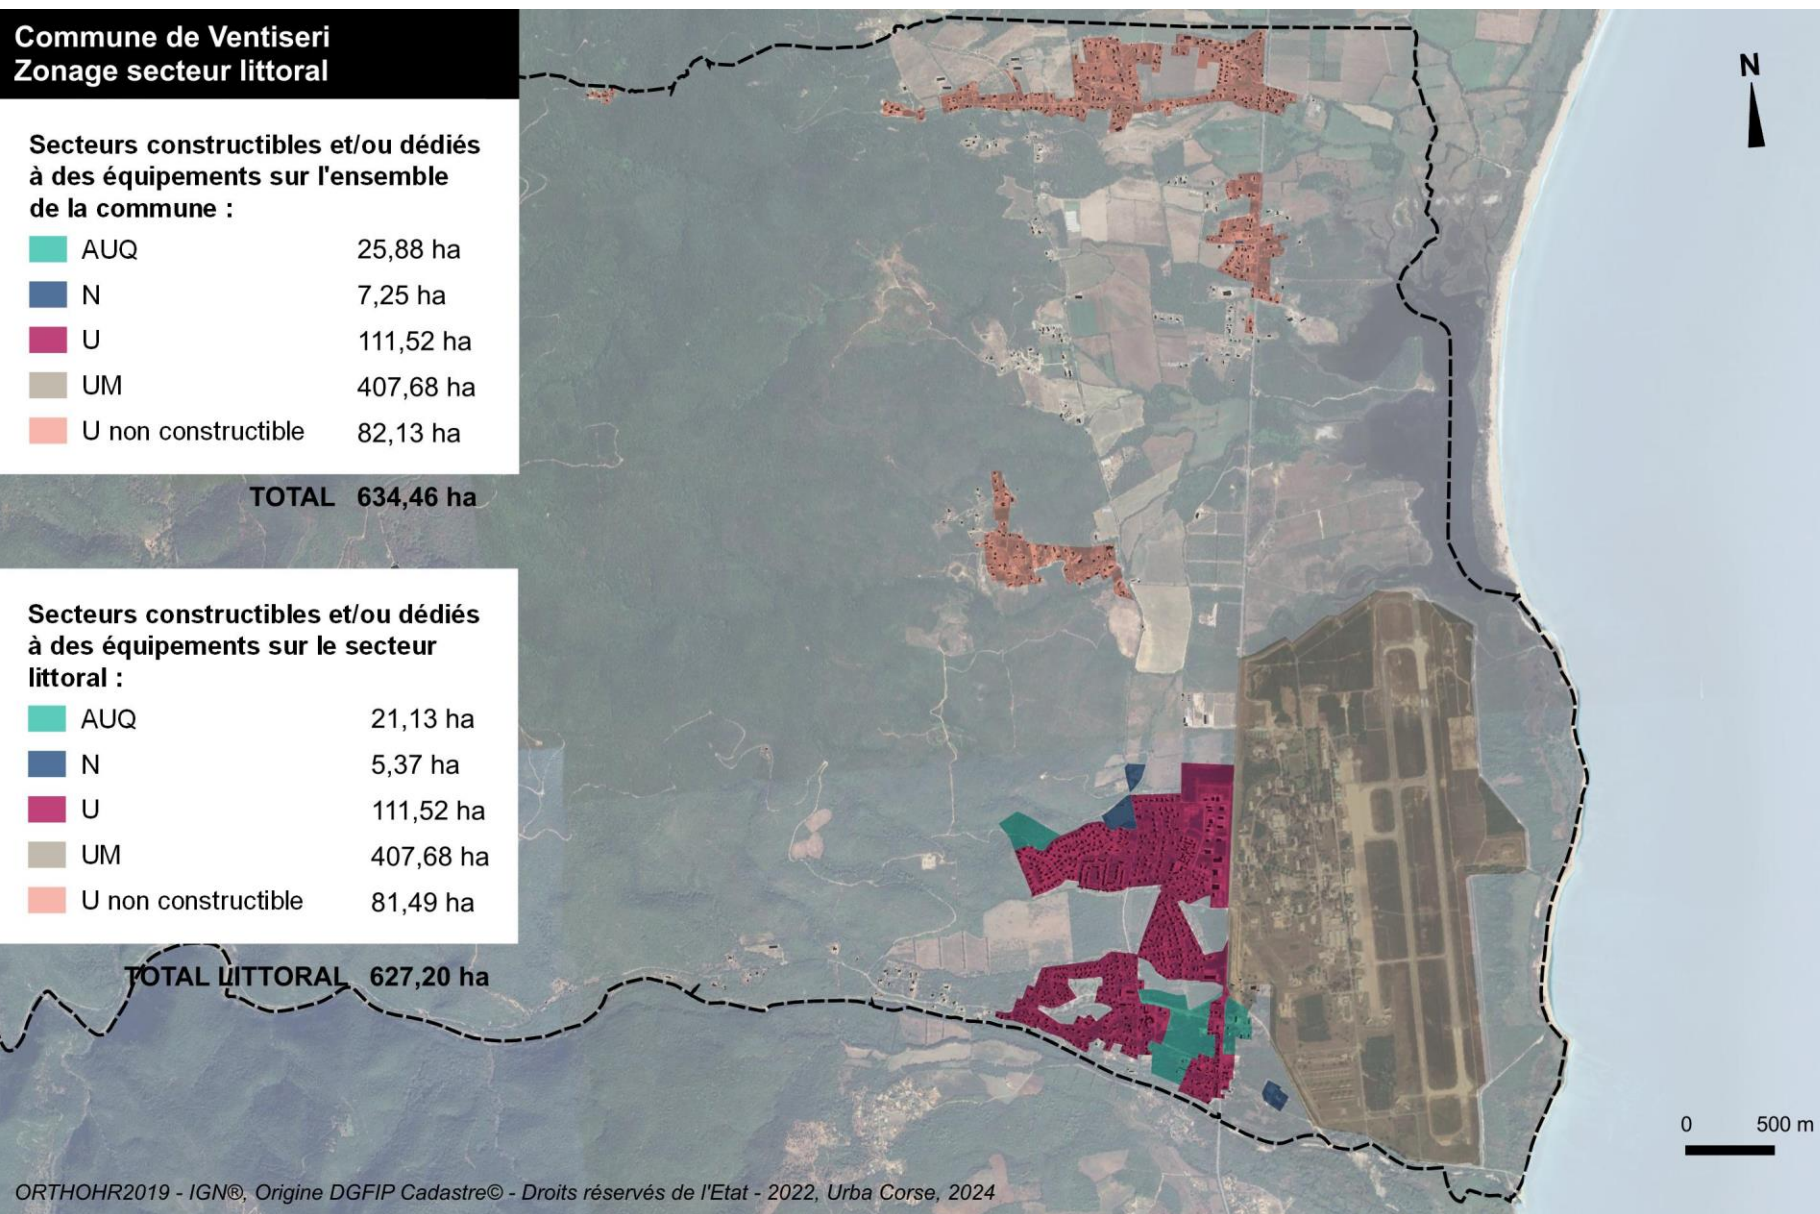 Commune de Ventiseri
Zonage secteur littoral
Secteurs constructibles et/ou dédiés
à des équipements sur l'ensemble
de la commune :
AUQ 25,88 ha
N 7,25 ha
U 111,52 ha
UM 407,68 ha
U non constructible 82,13 ha
TOTAL 634,46 ha
Secteurs constructibles et/ou dédiés
à des équipements sur le secteur
littoral :
AUQ 21,13 ha
N 5,37 ha
U 111,52 ha
UM 407,68 ha
U non constructible 81,49 ha
TOTAL LITTORAL 627,20 ha
N
0 500 m
ORTHOHR2019 - IGN®, Origine DGFIP Cadastre© - Droits réservés de l'Etat - 2022, Urba Corse, 2024